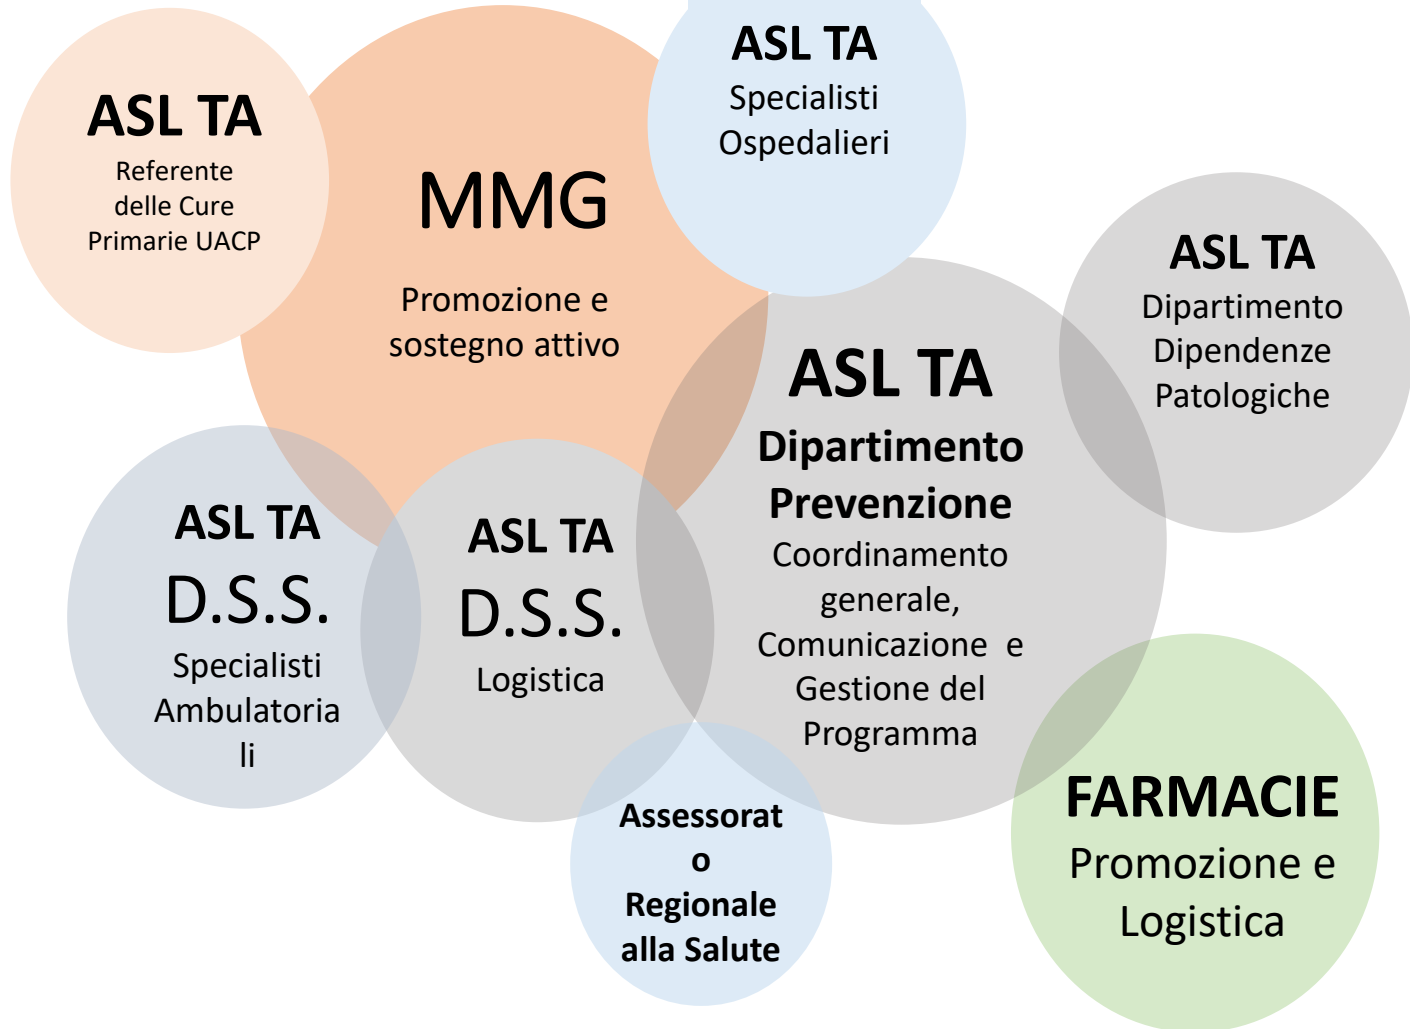 ASL TA
Referente
delle Cure
Primarie UACP
MMG
Promozione e
sostegno attivo
ASL TA
Specialisti
Ospedalieri
ASL TA
Dipartimento
Dipendenze
Patologiche
ASL TA
Dipartimento
Prevenzione
Coordinamento
generale,
Comunicazione e
Gestione del
Programma
ASL TA
D.S.S.
Specialisti
Ambulatoria
li
ASL TA
D.S.S.
Logistica
Assessorat
o
Regionale
alla Salute
FARMACIE
Promozione e
Logistica